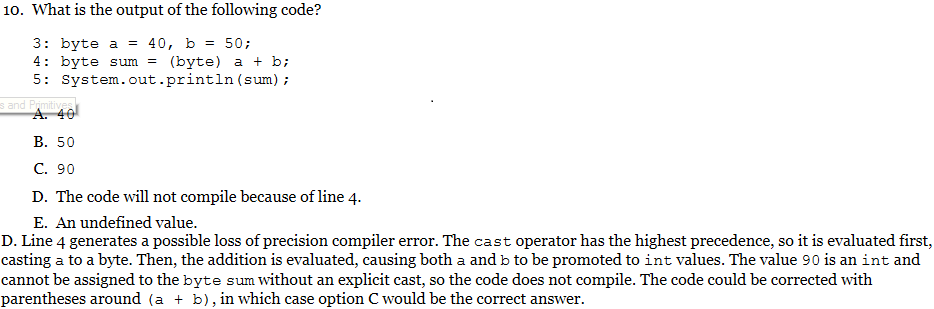 10. What is the output of the following code?
3: byte a = 40, b = 50;
4: byte sum = (byte) a + b;
5: System.out.println(sum);
s and Primitives
A. 40
B. 50
C. 90
D. The code will not compile because of line 4.
E. An undefined value.
D. Line 4 generates a possible loss of precision compiler error. The cast operator has the highest precedence, so it is evaluated first,
casting a to a byte. Then, the addition is evaluated, causing both a and b to be promoted to int values. The value 90 is an int and
cannot be assigned to the byte sum without an explicit cast, so the code does not compile. The code could be corrected with
parentheses around (a + b), in which case option C would be the correct answer.